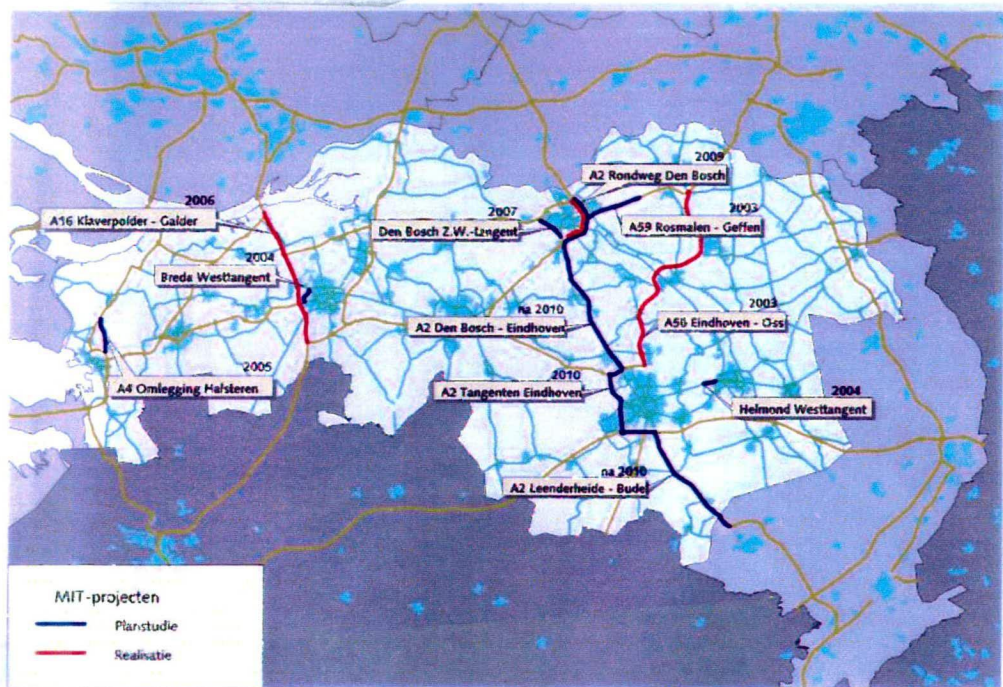 2009
A2 Rondweg Den Bosch
2006
A16 Klaverpolder - Galder
2007
Den Bosch Z.W.-tangent
2003
A59 Rosmalen - Geffen
2004
Breda Westtangent
na 2010
A2 Den Bosch - Eindhoven
2003
A50 Eindhoven - Oss
2005
A4 Omlegging Halsteren
2010
A2 Tangenten Eindhoven
2004
Helmond Westtangent
na 2010
A2 Leenderheide - Budel
MIT-projecten
Planstudie
Realisatie